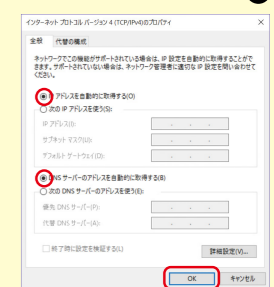 インターネット プロトコル バージョン 4 (TCP/IPv4)のプロパティ
全般 代替の構成
ネットワークでこの機能がサポートされている場合は、IP 設定を自動的に取得することがで
きます。サポートされていない場合は、ネットワーク管理者に適切な IP 設定を問い合わせて
ください。
IP アドレスを自動的に取得する(O)
次の IP アドレスを使う(S):
IP アドレス(I):
サブネット マスク(U):
デフォルト ゲートウェイ(D):
DNS サーバーのアドレスを自動的に取得する(B)
次の DNS サーバーのアドレスを使う(E):
優先 DNS サーバー(P):
代替 DNS サーバー(A):
終了時に設定を検証する(L)
詳細設定(V)...
OK キャンセル